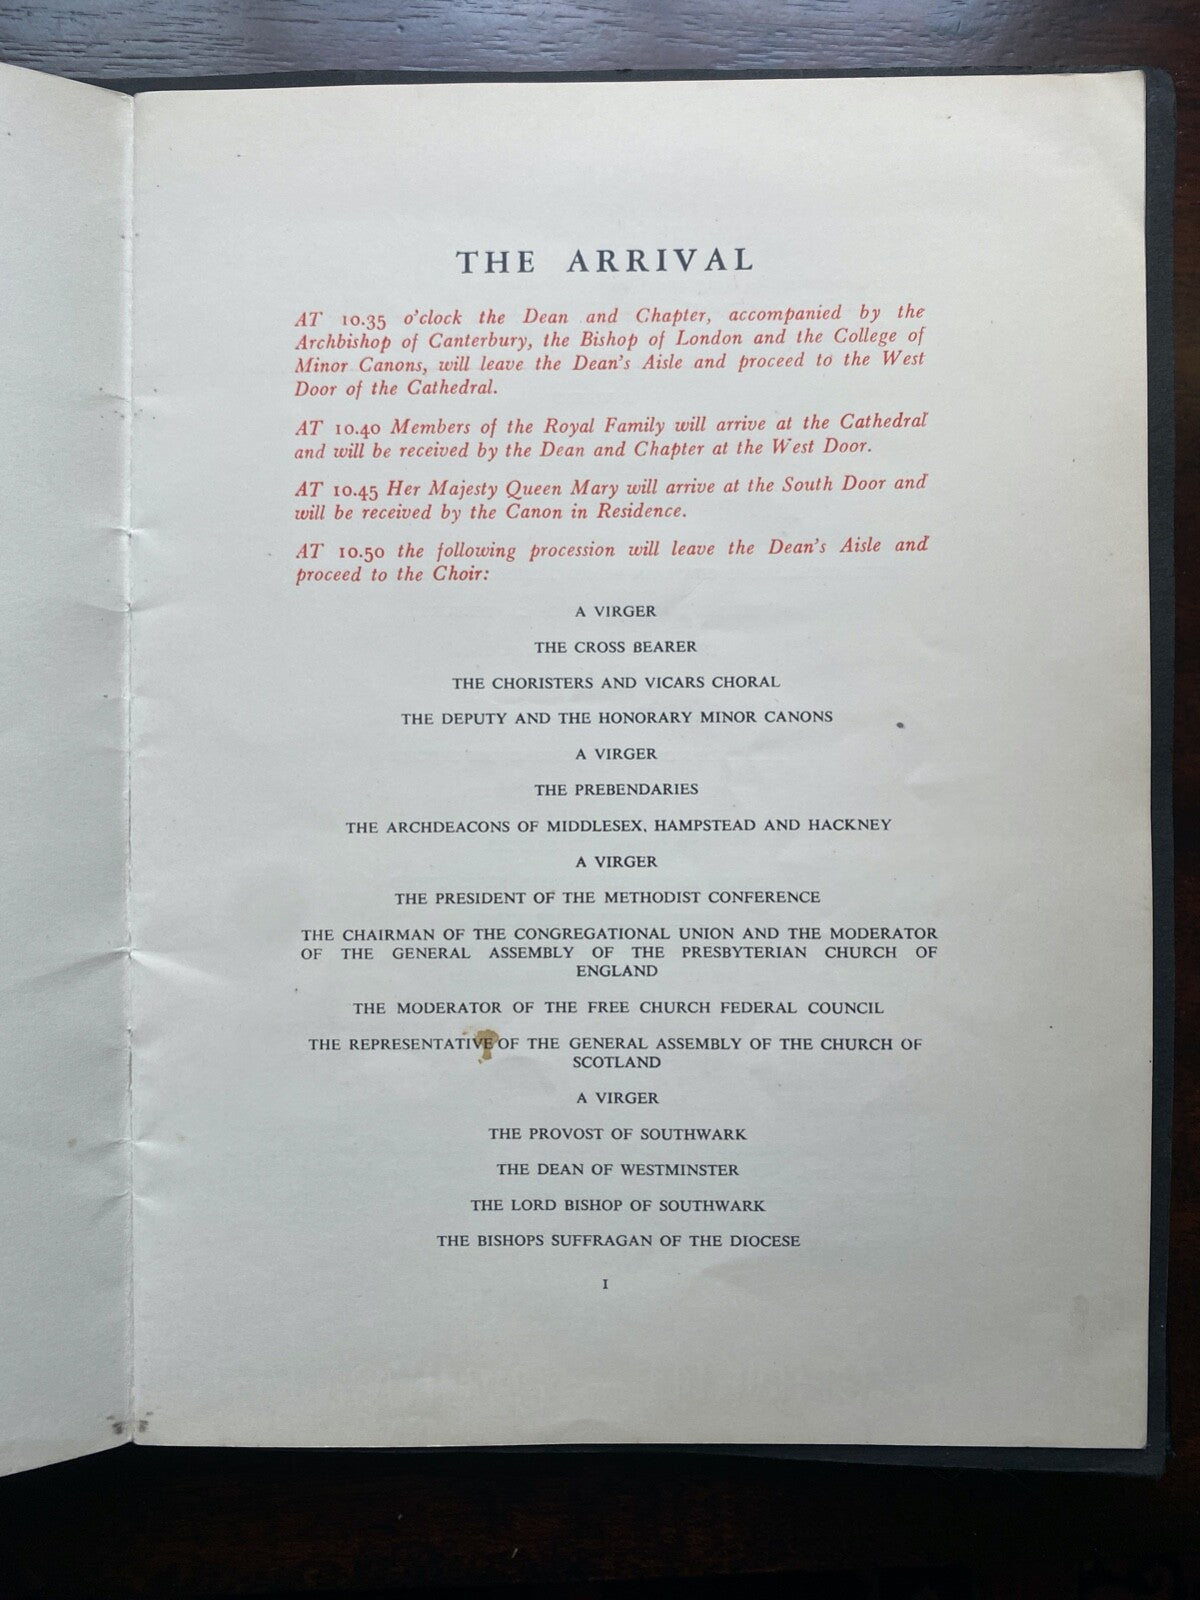 THE ARRIVAL
AT 10.35 o'clock the Dean and Chapter, accompanied by the
Archbishop of Canterbury, the Bishop of London and the College of
Minor Canons, will leave the Dean's Aisle and proceed to the West
Door of the Cathedral.
AT 10.40 Members of the Royal Family will arrive at the Cathedral
and will be received by the Dean and Chapter at the West Door.
AT 10.45 Her Majesty Queen Mary will arrive at the South Door and
will be received by the Canon in Residence.
AT 10.50 the following procession will leave the Dean's Aisle and
proceed to the Choir:
A VIRGER
THE CROSS BEARER
THE CHORISTERS AND VICARS CHORAL
THE DEPUTY AND THE HONORARY MINOR CANONS
A VIRGER
THE PREBENDARIES
THE ARCHDEACONS OF MIDDLESEX, HAMPSTEAD AND HACKNEY
A VIRGER
THE PRESIDENT OF THE METHODIST CONFERENCE
THE CHAIRMAN OF THE CONGREGATIONAL UNION AND THE MODERATOR
OF THE GENERAL ASSEMBLY OF THE PRESBYTERIAN CHURCH OF
ENGLAND
THE MODERATOR OF THE FREE CHURCH FEDERAL COUNCIL
THE REPRESENTATIVE OF THE GENERAL ASSEMBLY OF THE CHURCH OF
SCOTLAND
A VIRGER
THE PROVOST OF SOUTHWARK
THE DEAN OF WESTMINSTER
THE LORD BISHOP OF SOUTHWARK
THE BISHOPS SUFFRAGAN OF THE DIOCESE
1